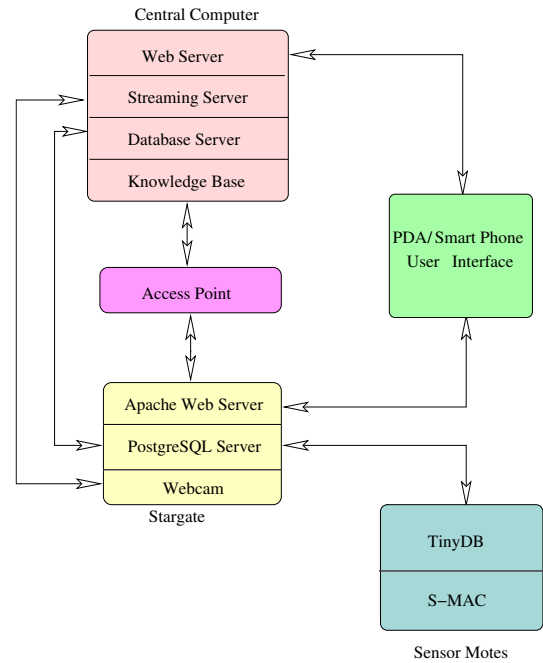 Central Computer
Web Server
Streaming Server
Database Server
Knowledge Base
PDA/Smart Phone
User Interface
Access Point
Apache Web Server
PostgreSQL Server
Webcam
Stargate
TinyDB
S−MAC
Sensor Motes